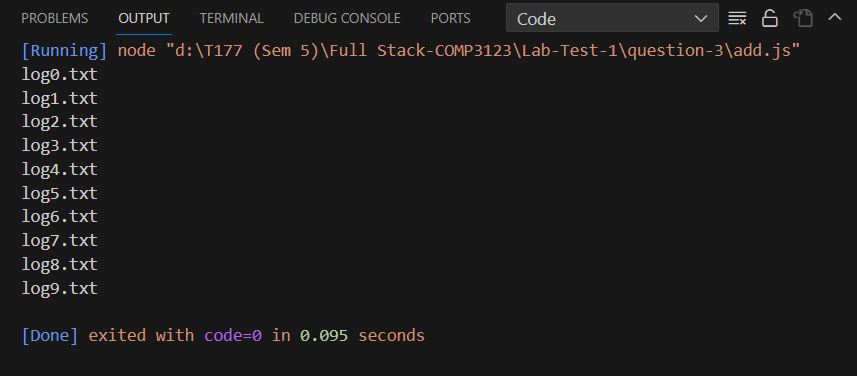 PROBLEMS OUTPUT TERMINAL DEBUG CONSOLE PORTS Code
[Running] node "d:\T177 (Sem 5)\Full Stack-COMP3123\Lab-Test-1\question-3\add.js"
log0.txt
log1.txt
log2.txt
log3.txt
log4.txt
log5.txt
log6.txt
log7.txt
log8.txt
log9.txt
[Done] exited with code=0 in 0.095 seconds